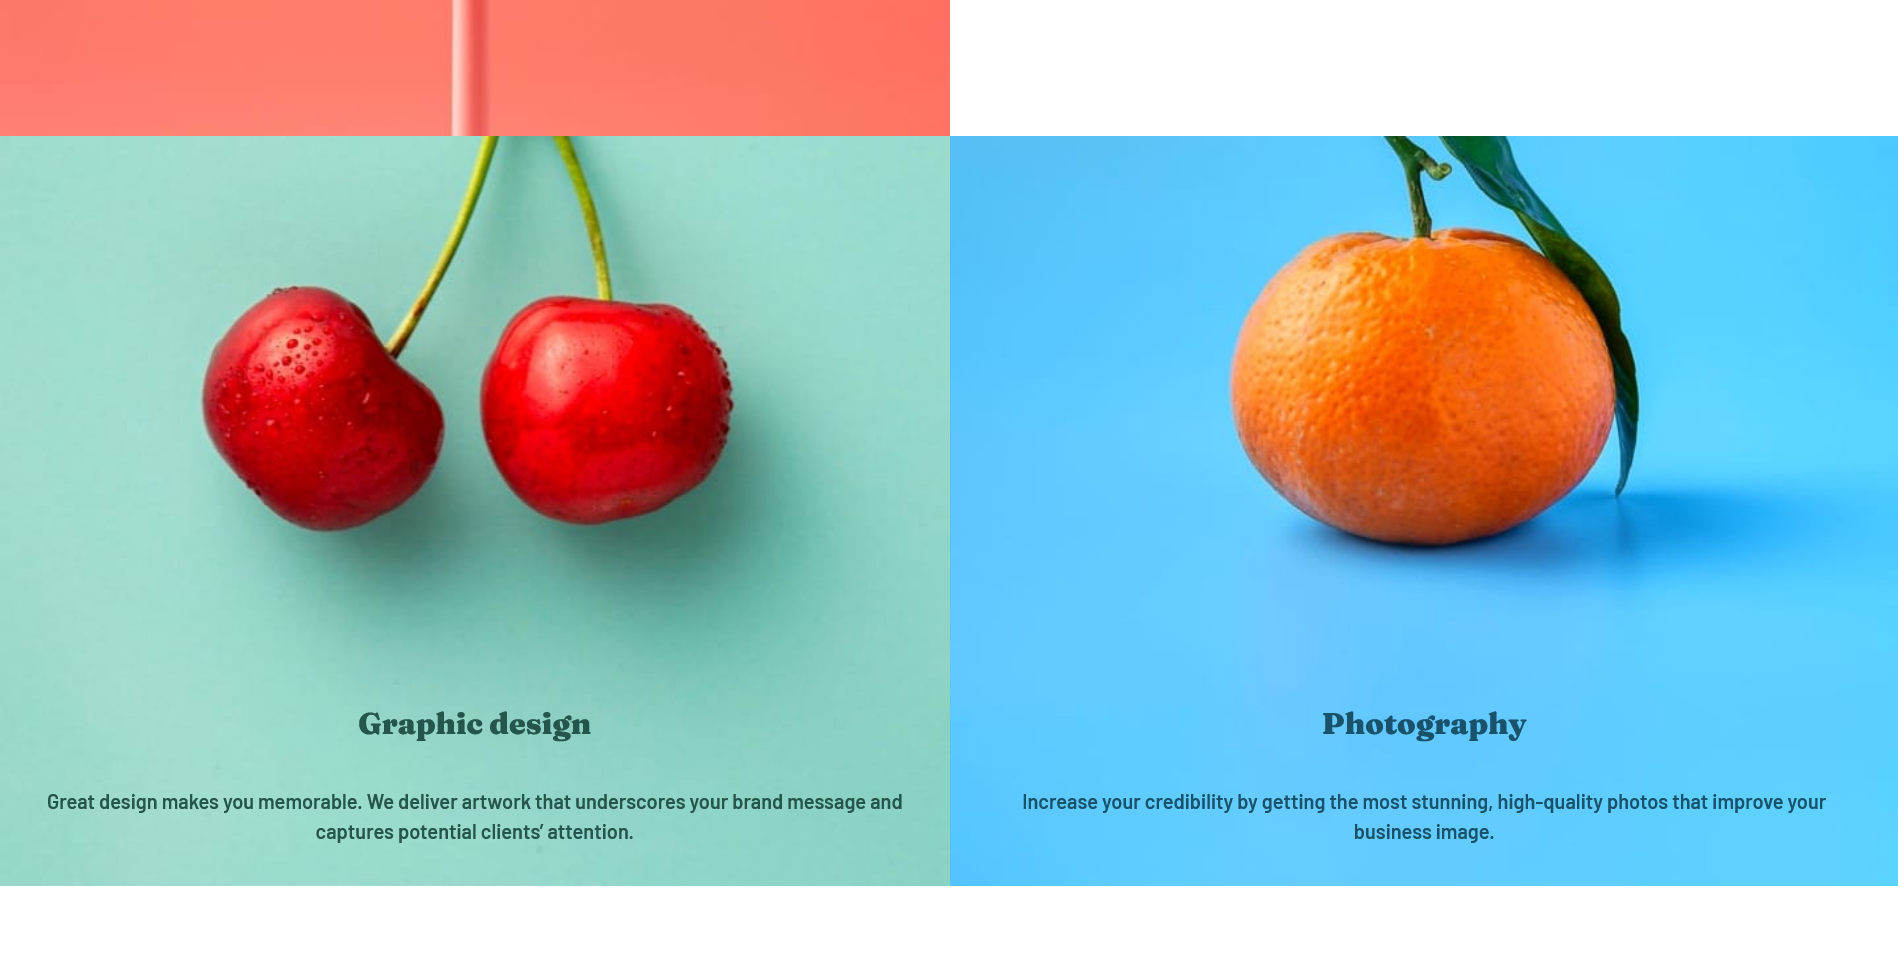 Graphic design
Great design makes you memorable. We deliver artwork that underscores your brand message and
captures potential clients’ attention.
Photography
Increase your credibility by getting the most stunning, high-quality photos that improve your
business image.